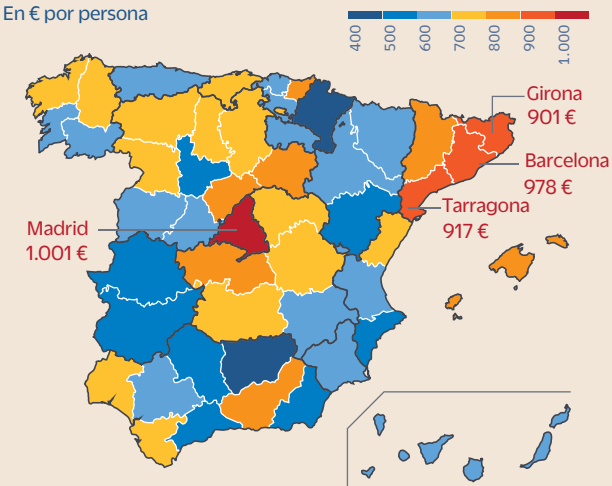 En € por persona
400
500
600
700
800
900
1.000
Girona
901 €
Barcelona
978 €
Tarragona
917 €
Madrid
1.001 €